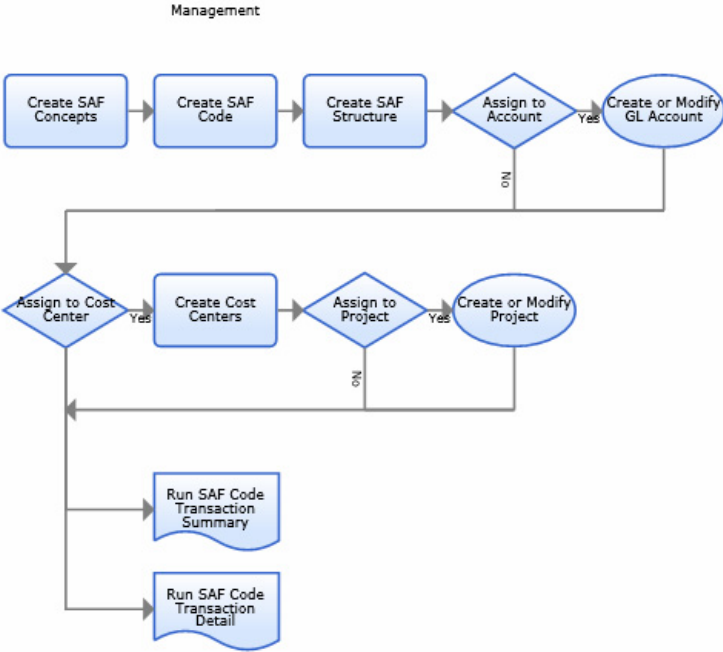 Management
Create SAF
Concepts
Create SAF
Code
Create SAF
Structure
Assign to
Account
Yes
Create or Modify
GL Account
No
Assign to Cost
Center
Yes
Create Cost
Centers
Assign to
Project
Yes
Create or Modify
Project
No
Run SAF Code
Transaction
Summary
Run SAF Code
Transaction
Detail